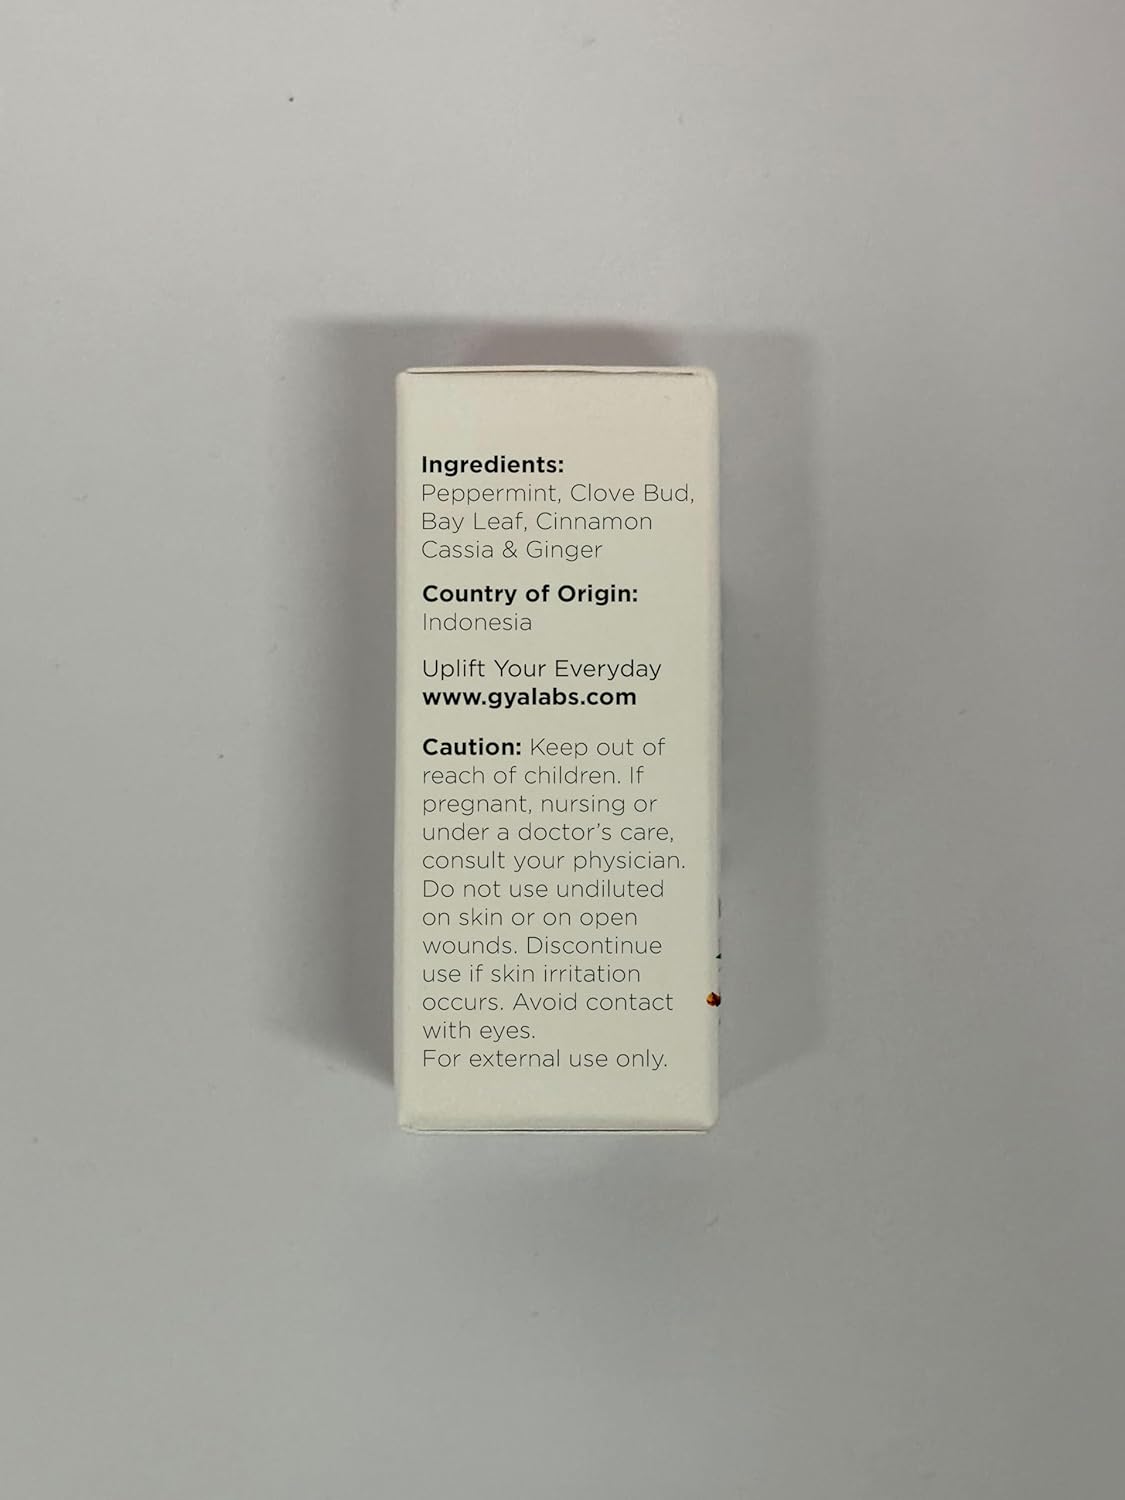 Ingredients:
Peppermint, Clove Bud,
Bay Leaf, Cinnamon
Cassia & Ginger
Country of Origin:
Indonesia
Uplift Your Everyday
www.gyalabs.com
Caution: Keep out of
reach of children. If
pregnant, nursing or
under a doctor's care,
consult your physician.
Do not use undiluted
on skin or on open
wounds. Discontinue
use if skin irritation
occurs. Avoid contact
with eyes.
For external use only.